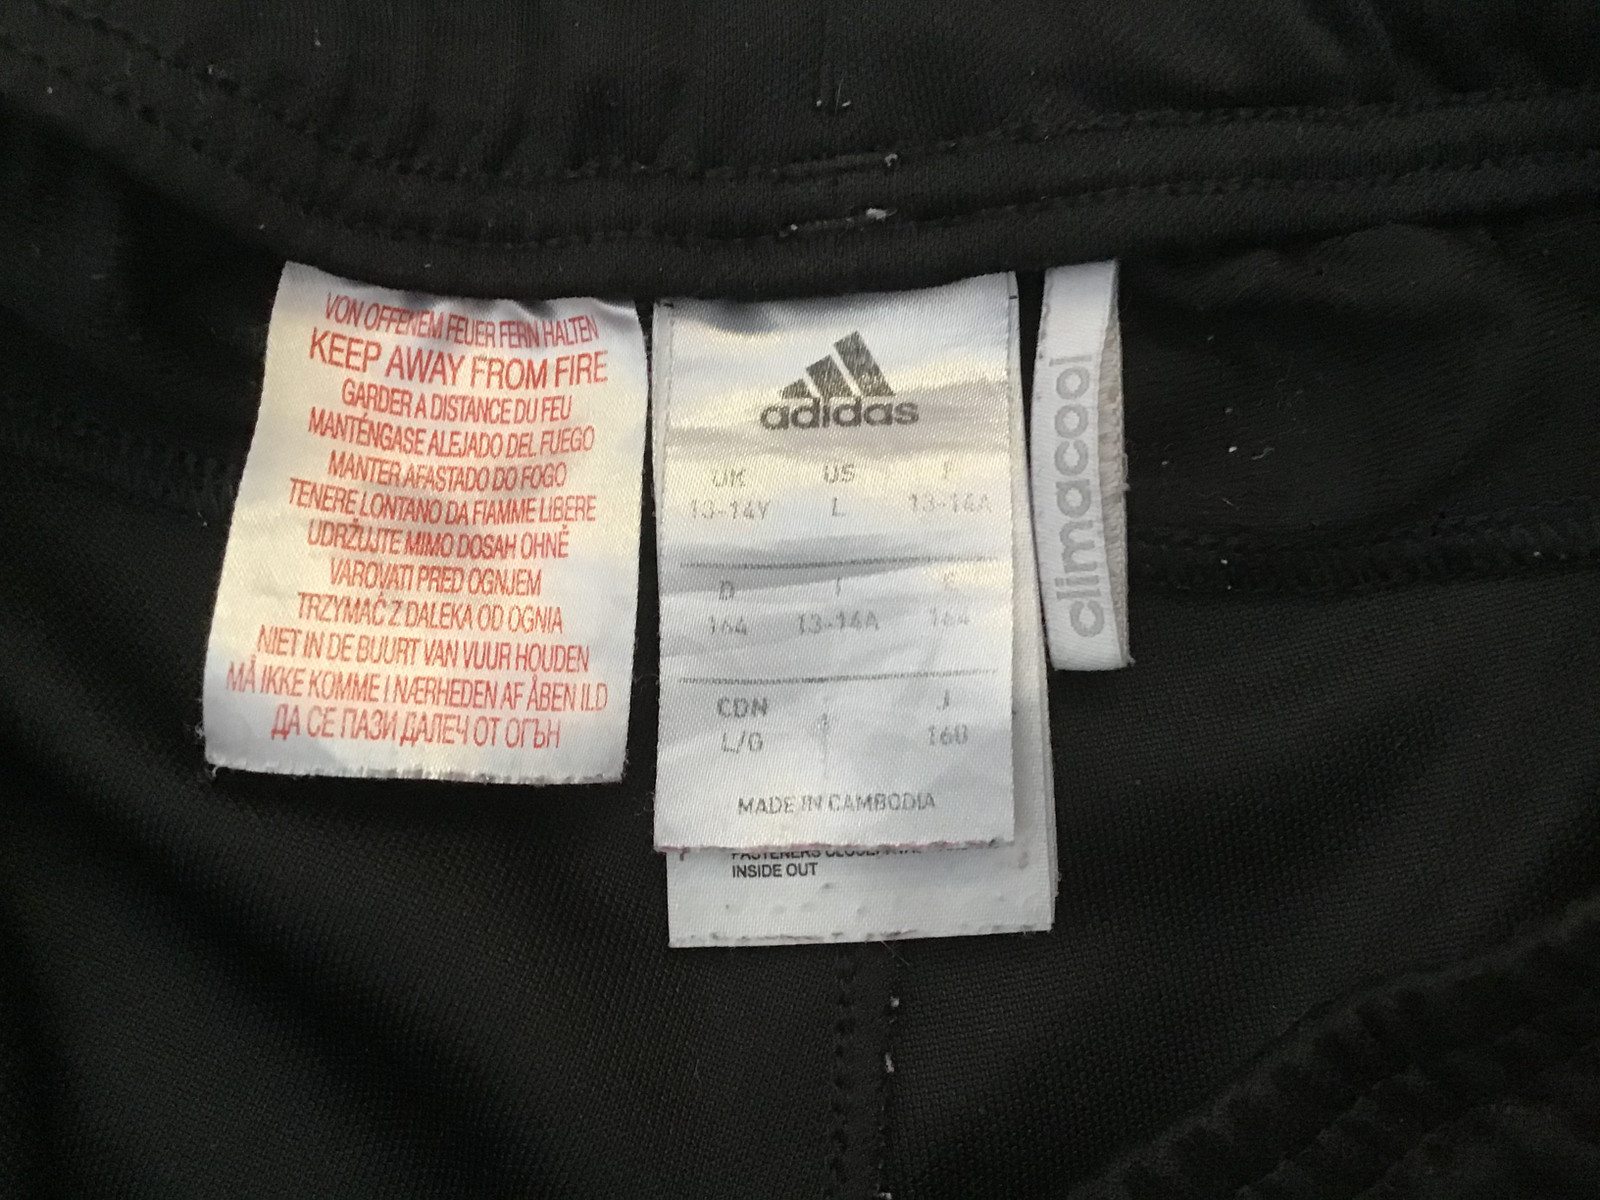 VON OFFENEM FEUER FERN HALTEN
KEEP AWAY FROM FIRE
GARDER A DISTANCE DU FEU
MANTÉNGASE ALEJADO DEL FUEGO
MANTER AFASTADO DO FOGO
TENERE LONTANO DA FIAMME LIBERE
UDRŽUJTE MIMO DOSAH OHNĚ
VAROVATI PRED OGNJEM
TRZYMAĆ Z DALEKA OD OGNIA
NIET IN DE BUURT VAN VUUR HOUDEN
MÅ IKKE KOMME I NÆRHEDEN AF ÅBEN ILD
ДА СЕ ПАЗИ ДАЛЕЧ ОТ ОГЪН
adidas
UK US F
13-14Y L 13-14A
D I E
164 13-14A 164
CDN J
L/G 160
MADE IN CAMBODIA
FASTENERS
INSIDE OUT
climacool